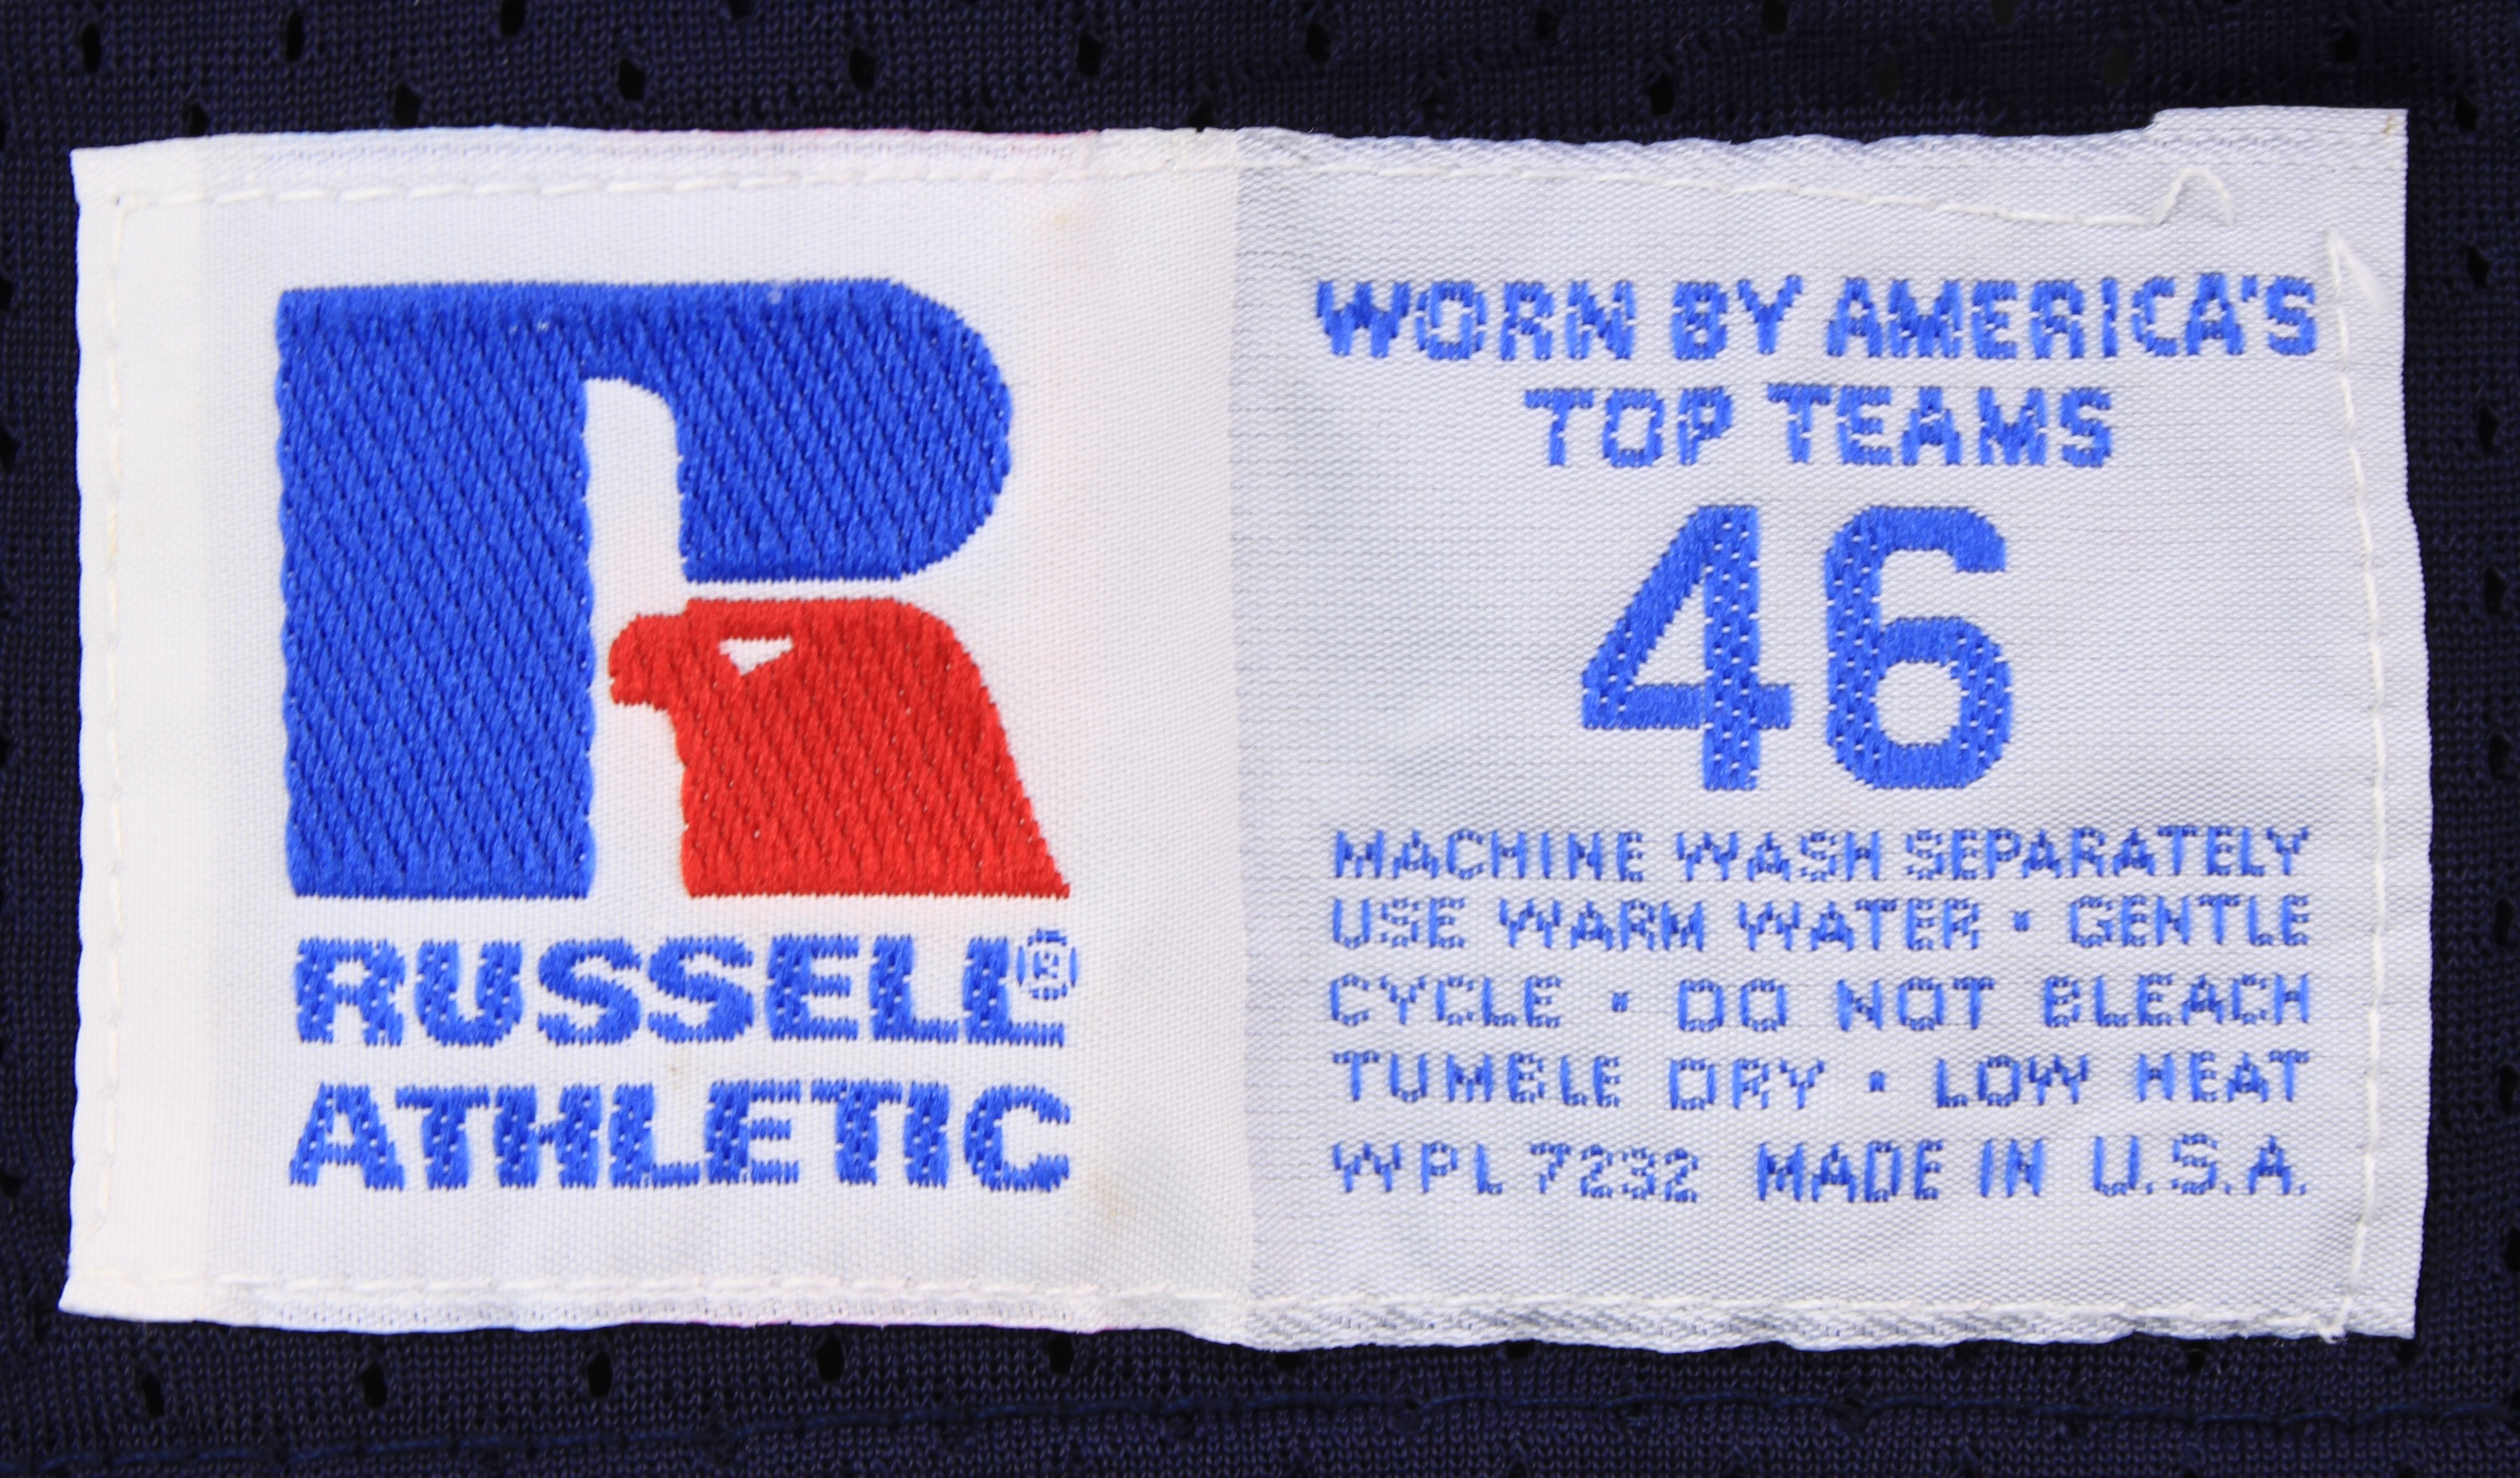 R
RUSSELL®
ATHLETIC
WORN BY AMERICA'S
TOP TEAMS
46
MACHINE WASH SEPARATELY
USE WARM WATER • GENTLE
CYCLE • DO NOT BLEACH
TUMBLE DRY • LOW HEAT
WPL 7232 MADE IN U.S.A.